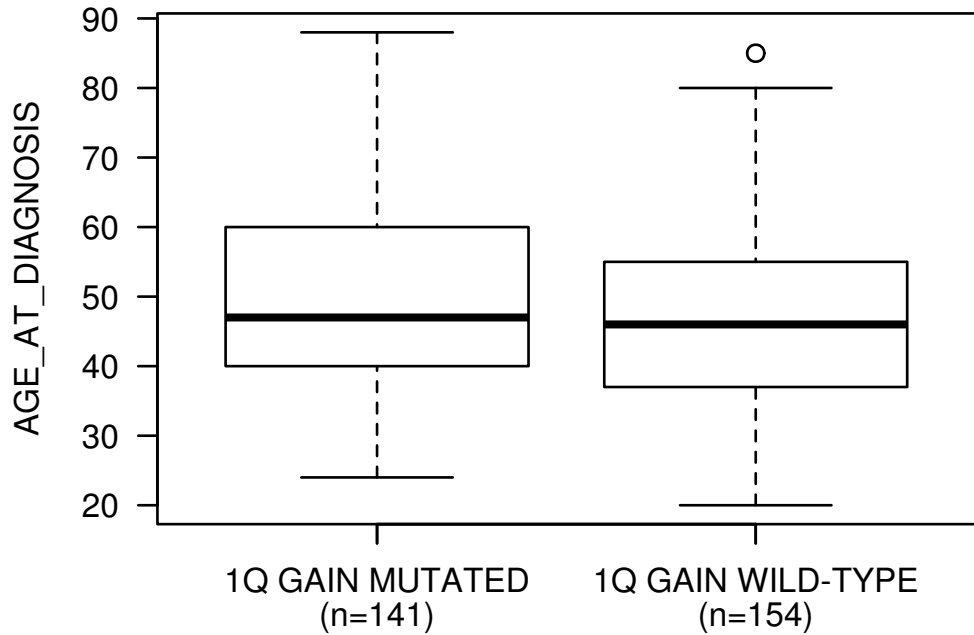 AGE_AT_DIAGNOSIS
90
80
70
60
50
40
30
20
1Q GAIN MUTATED
(n=141)
1Q GAIN WILD-TYPE
(n=154)